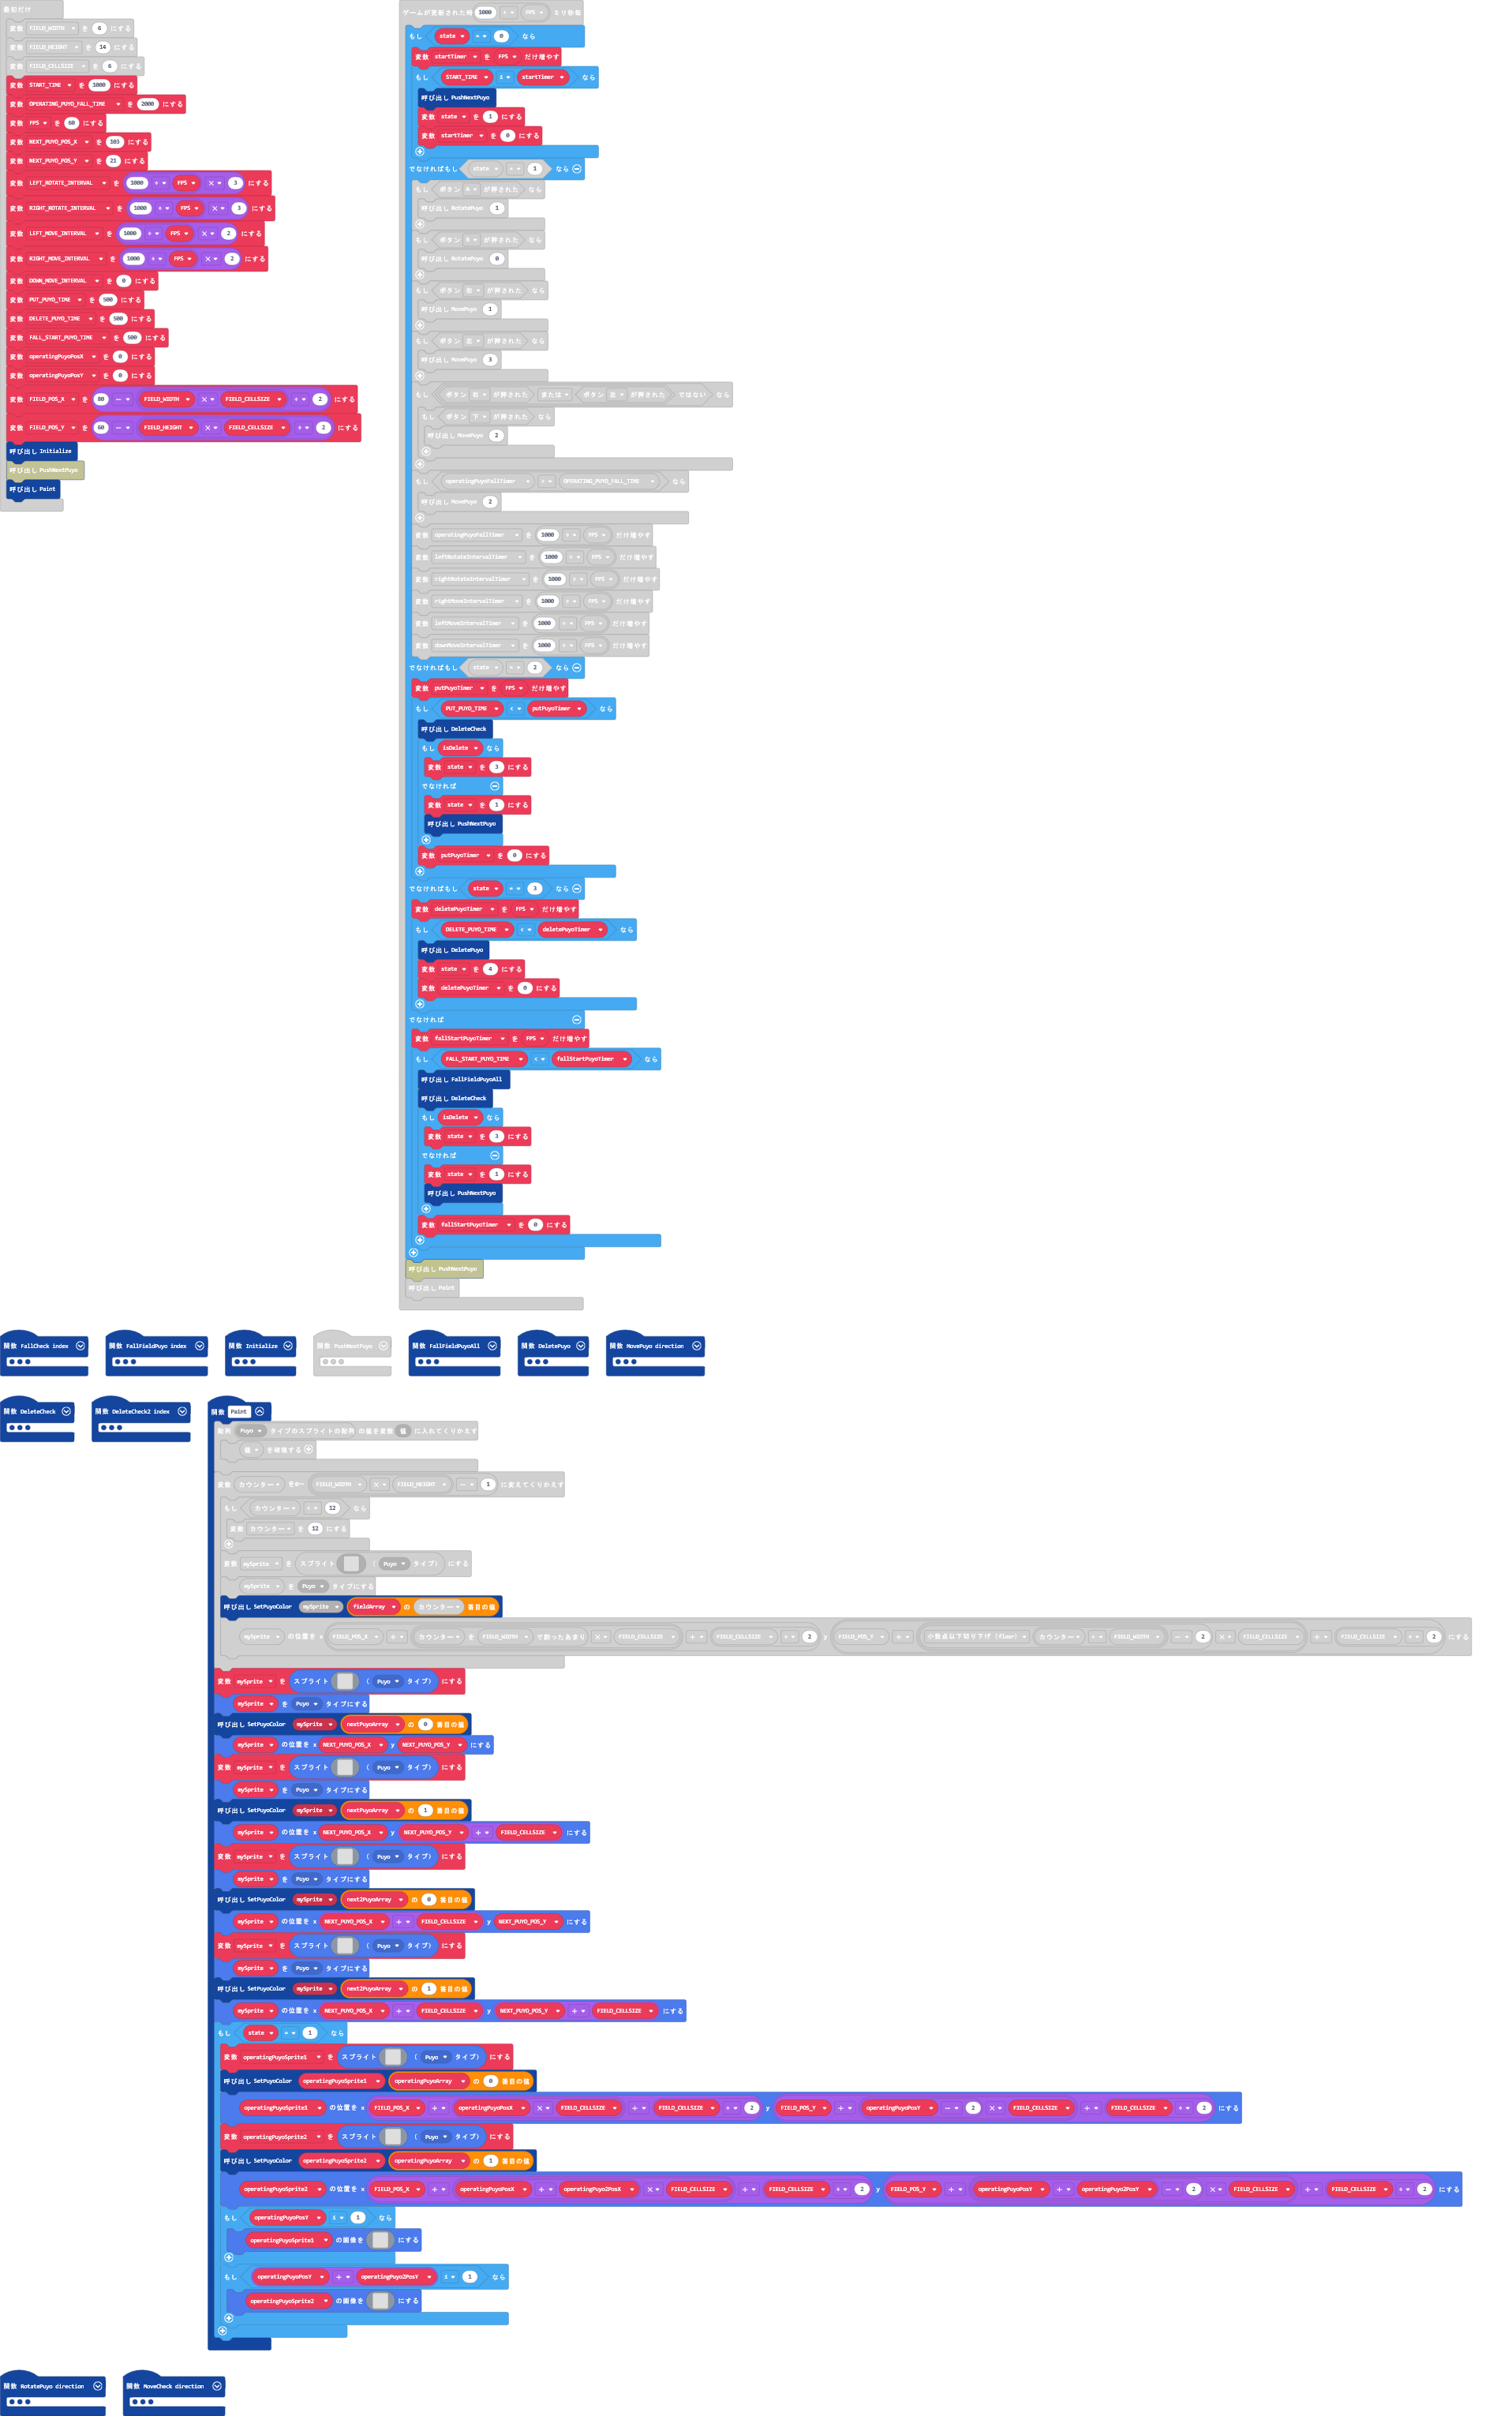 最初だけ
変数 FIELD_WIDTH を 6 にする
変数 FIELD_HEIGHT を 14 にする
変数 FIELD_CELLSIZE を 6 にする
変数 START_TIME を 1000 にする
変数 OPERATING_PUYO_FALL_TIME を 2000 にする
変数 FPS を 60 にする
変数 NEXT_PUYO_POS_X を 103 にする
変数 NEXT_PUYO_POS_Y を 21 にする
変数 LEFT_ROTATE_INTERVAL を 1000 ÷ FPS × 3 にする
変数 RIGHT_ROTATE_INTERVAL を 1000 ÷ FPS × 3 にする
変数 LEFT_MOVE_INTERVAL を 1000 ÷ FPS × 2 にする
変数 RIGHT_MOVE_INTERVAL を 1000 ÷ FPS × 2 にする
変数 DOWN_MOVE_INTERVAL を 0 にする
変数 PUT_PUYO_TIME を 500 にする
変数 DELETE_PUYO_TIME を 500 にする
変数 FALL_START_PUYO_TIME を 500 にする
変数 operatingPuyoPosX を 0 にする
変数 operatingPuyoPosY を 0 にする
変数 FIELD_POS_X を 80 - FIELD_WIDTH × FIELD_CELLSIZE ÷ 2 にする
変数 FIELD_POS_Y を 60 - FIELD_HEIGHT × FIELD_CELLSIZE ÷ 2 にする
呼び出し Initialize
呼び出し PushNextPuyo
呼び出し Paint
ゲームが更新された時 1000 ÷ FPS ミリ秒毎
もし state = 0 なら
変数 startTimer を FPS だけ増やす
もし START_TIME ≤ startTimer なら
呼び出し PushNextPuyo
変数 state を 1 にする
変数 startTimer を 0 にする
でなければもし state = 1 なら
もし ボタン A が押された なら
呼び出し RotatePuyo 1
もし ボタン B が押された なら
呼び出し RotatePuyo 0
もし ボタン 右 が押された なら
呼び出し MovePuyo 1
もし ボタン 左 が押された なら
呼び出し MovePuyo 3
もし ボタン 右 が押された または ボタン 左 が押された ではない なら
もし ボタン 下 が押された なら
呼び出し MovePuyo 2
もし operatingPuyoFallTimer > OPERATING_PUYO_FALL_TIME なら
呼び出し MovePuyo 2
変数 operatingPuyoFallTimer を 1000 ÷ FPS だけ増やす
変数 leftRotateIntervalTimer を 1000 ÷ FPS だけ増やす
変数 rightRotateIntervalTimer を 1000 ÷ FPS だけ増やす
変数 rightMoveIntervalTimer を 1000 ÷ FPS だけ増やす
変数 leftMoveIntervalTimer を 1000 ÷ FPS だけ増やす
変数 downMoveIntervalTimer を 1000 ÷ FPS だけ増やす
でなければもし state = 2 なら
変数 putPuyoTimer を FPS だけ増やす
もし PUT_PUYO_TIME < putPuyoTimer なら
呼び出し DeleteCheck
もし isDelete なら
変数 state を 3 にする
でなければ
変数 state を 1 にする
呼び出し PushNextPuyo
変数 putPuyoTimer を 0 にする
でなければもし state = 3 なら
変数 deletePuyoTimer を FPS だけ増やす
もし DELETE_PUYO_TIME < deletePuyoTimer なら
呼び出し DeletePuyo
変数 state を 4 にする
変数 deletePuyoTimer を 0 にする
でなければ
変数 fallStartPuyoTimer を FPS だけ増やす
もし FALL_START_PUYO_TIME < fallStartPuyoTimer なら
呼び出し FallFieldPuyoAll
呼び出し DeleteCheck
もし isDelete なら
変数 state を 3 にする
でなければ
変数 state を 1 にする
呼び出し PushNextPuyo
変数 fallStartPuyoTimer を 0 にする
呼び出し PushNextPuyo
呼び出し Paint
関数 FallCheck index
関数 FallFieldPuyo index
関数 Initialize
関数 PushNextPuyo
関数 FallFieldPuyoAll
関数 DeletePuyo
関数 MovePuyo direction
関数 DeleteCheck
関数 DeleteCheck2 index
関数 Paint
配列 Puyo タイプのスプライトの配列 の値を変数 値 に入れてくりかえす
値 を破棄する
変数 カウンター を0〜 FIELD_WIDTH × FIELD_HEIGHT - 1 に変えてくりかえす
もし カウンター < 12 なら
変数 カウンター を 12 にする
変数 mySprite を スプライト ( Puyo タイプ) にする
mySprite を Puyo タイプにする
呼び出し SetPuyoColor mySprite fieldArray の カウンター 番目の値
mySprite の位置を x FIELD_POS_X + カウンター を FIELD_WIDTH で割ったあまり × FIELD_CELLSIZE + FIELD_CELLSIZE ÷ 2 y FIELD_POS_Y + 小数点以下切り下げ (floor) カウンター ÷ FIELD_WIDTH - 2 × FIELD_CELLSIZE + FIELD_CELLSIZE ÷ 2 にする
変数 mySprite を スプライト ( Puyo タイプ) にする
mySprite を Puyo タイプにする
呼び出し SetPuyoColor mySprite nextPuyoArray の 0 番目の値
mySprite の位置を x NEXT_PUYO_POS_X y NEXT_PUYO_POS_Y にする
変数 mySprite を スプライト ( Puyo タイプ) にする
mySprite を Puyo タイプにする
呼び出し SetPuyoColor mySprite nextPuyoArray の 1 番目の値
mySprite の位置を x NEXT_PUYO_POS_X y NEXT_PUYO_POS_Y + FIELD_CELLSIZE にする
変数 mySprite を スプライト ( Puyo タイプ) にする
mySprite を Puyo タイプにする
呼び出し SetPuyoColor mySprite next2PuyoArray の 0 番目の値
mySprite の位置を x NEXT_PUYO_POS_X + FIELD_CELLSIZE y NEXT_PUYO_POS_Y にする
変数 mySprite を スプライト ( Puyo タイプ) にする
mySprite を Puyo タイプにする
呼び出し SetPuyoColor mySprite next2PuyoArray の 1 番目の値
mySprite の位置を x NEXT_PUYO_POS_X + FIELD_CELLSIZE y NEXT_PUYO_POS_Y + FIELD_CELLSIZE にする
もし state = 1 なら
変数 operatingPuyoSprite1 を スプライト ( Puyo タイプ) にする
呼び出し SetPuyoColor operatingPuyoSprite1 operatingPuyoArray の 0 番目の値
operatingPuyoSprite1 の位置を x FIELD_POS_X + operatingPuyoPosX × FIELD_CELLSIZE + FIELD_CELLSIZE ÷ 2 y FIELD_POS_Y + operatingPuyoPosY - 2 × FIELD_CELLSIZE + FIELD_CELLSIZE ÷ 2 にする
変数 operatingPuyoSprite2 を スプライト ( Puyo タイプ) にする
呼び出し SetPuyoColor operatingPuyoSprite2 operatingPuyoArray の 1 番目の値
operatingPuyoSprite2 の位置を x FIELD_POS_X + operatingPuyoPosX + operatingPuyo2PosX × FIELD_CELLSIZE + FIELD_CELLSIZE ÷ 2 y FIELD_POS_Y + operatingPuyoPosY + operatingPuyo2PosY - 2 × FIELD_CELLSIZE + FIELD_CELLSIZE ÷ 2 にする
もし operatingPuyoPosY ≤ 1 なら
operatingPuyoSprite1 の画像を にする
もし operatingPuyoPosY + operatingPuyo2PosY ≤ 1 なら
operatingPuyoSprite2 の画像を にする
関数 RotatePuyo direction
関数 MoveCheck direction